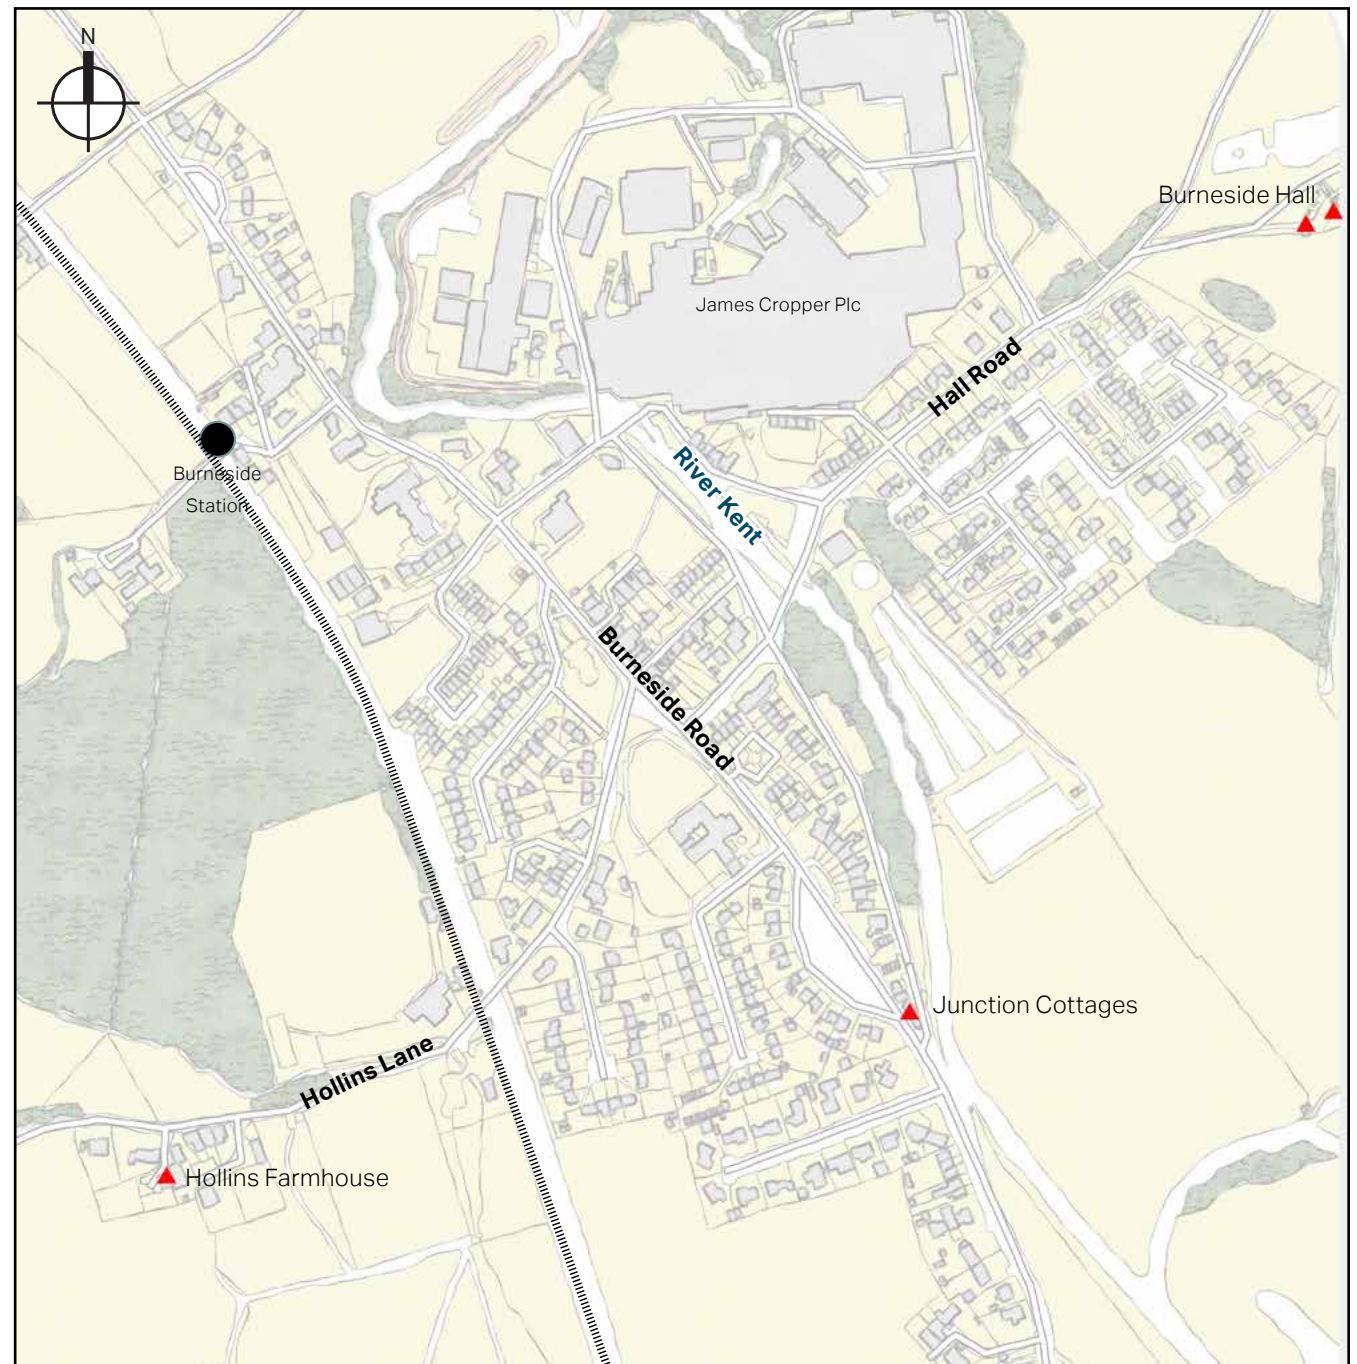 N
Burneside Hall
James Cropper Plc
Hall Road
River Kent
Burneside
Station
Burneside Road
Junction Cottages
Hollins Lane
Hollins Farmhouse